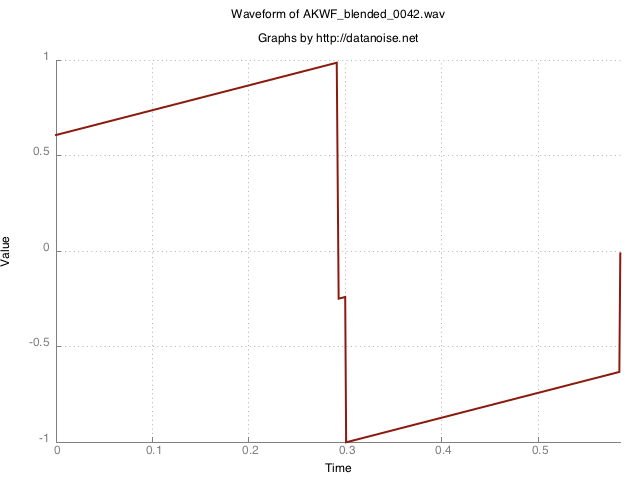 Waveform of AKWF_blended_0042.wav
Graphs by http://datanoise.net
1
0.5
0
-0.5
-1
Value
0 0.1 0.2 0.3 0.4 0.5
Time